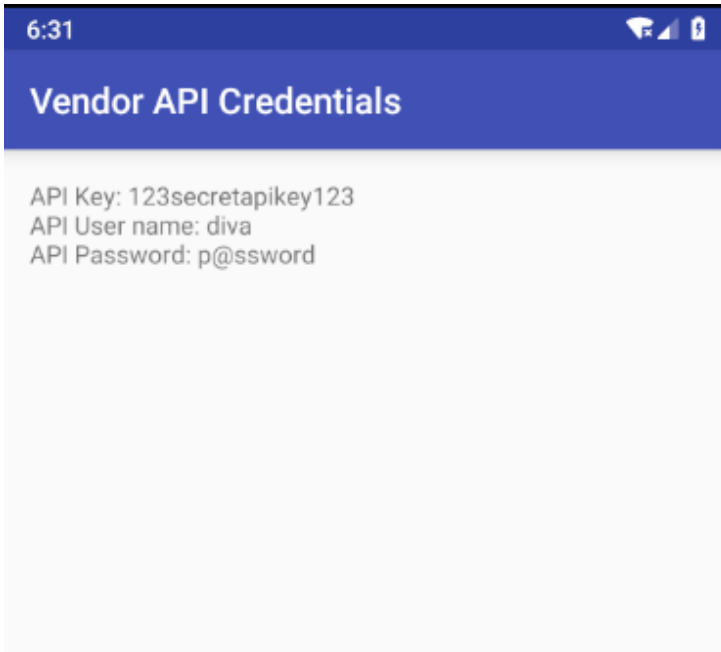 6:31
Vendor API Credentials
API Key: 123secretapikey123
API User name: diva
API Password: p@ssword